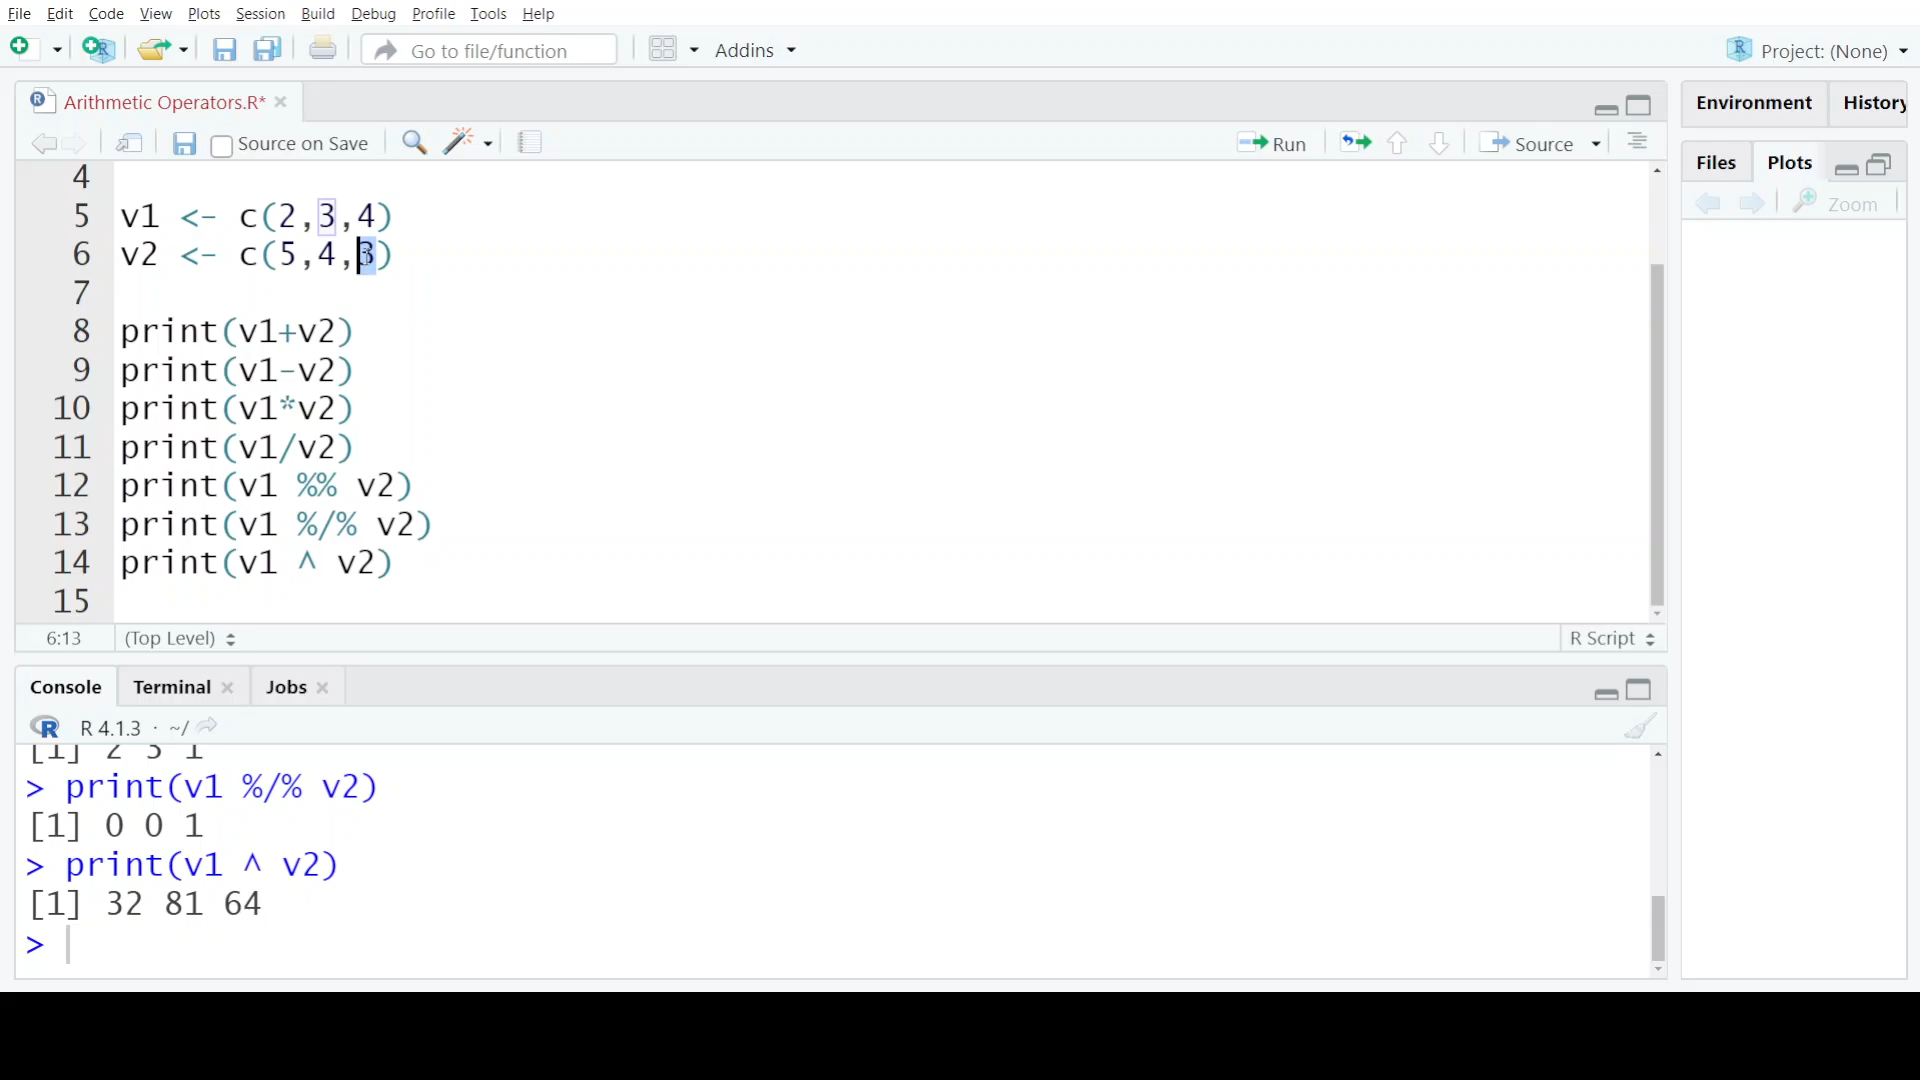 File Edit Code View Plots Session Build Debug Profile Tools Help
Go to file/function Addins Project: (None)
Arithmetic Operators.R* Environment History
Source on Save Run Source Files Plots
Zoom
4
5 v1 <- c(2,3,4)
6 v2 <- c(5,4,3)
7
8 print(v1+v2)
9 print(v1-v2)
10 print(v1*v2)
11 print(v1/v2)
12 print(v1 %% v2)
13 print(v1 %/% v2)
14 print(v1 ^ v2)
15
6:13 (Top Level) R Script
Console Terminal Jobs
R 4.1.3 · ~/
[1] 2 3 1
> print(v1 %/% v2)
[1] 0 0 1
> print(v1 ^ v2)
[1] 32 81 64
>